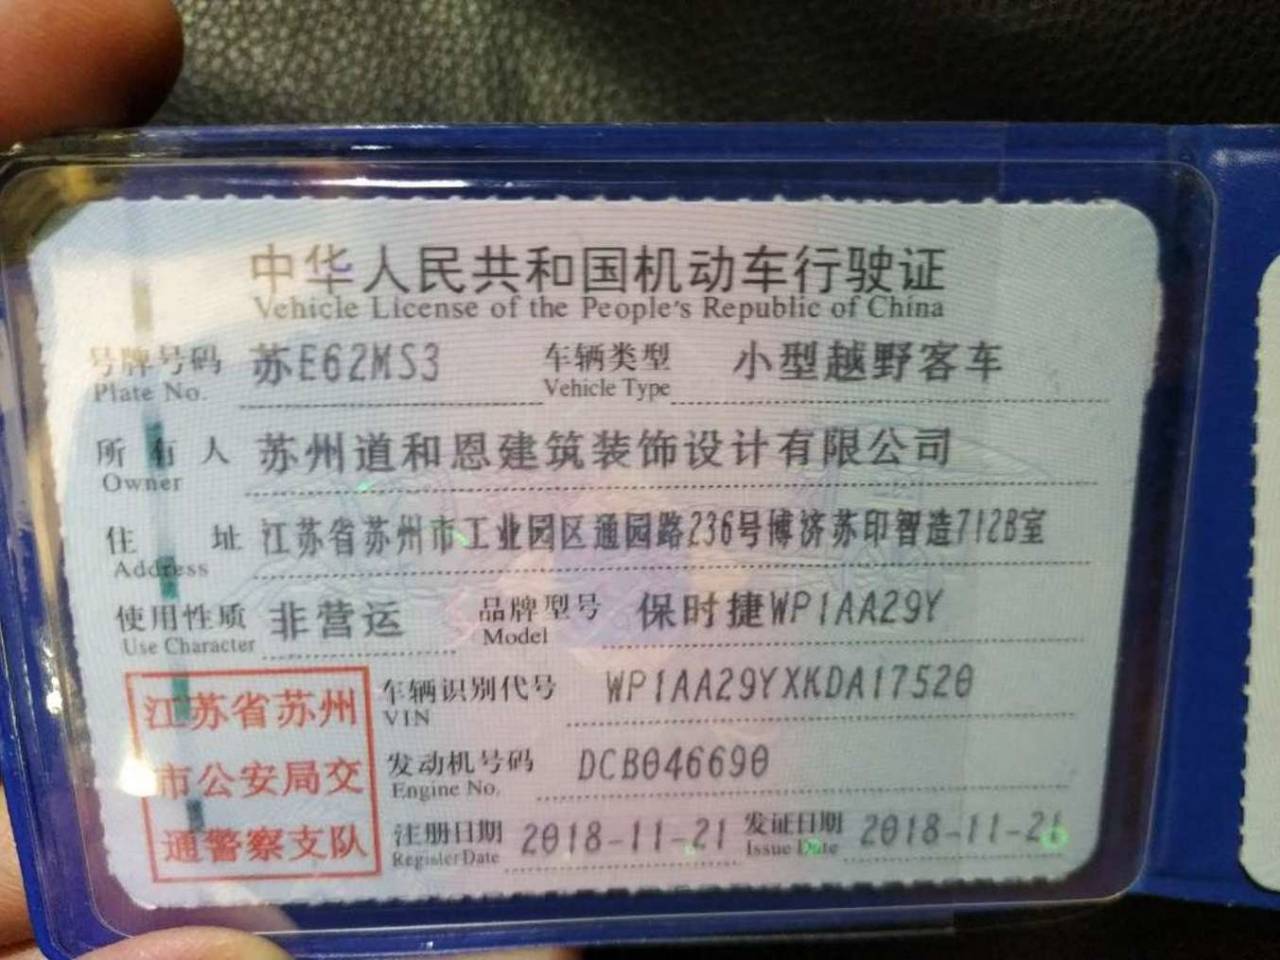 中华人民共和国机动车行驶证
Vehicle License of the People's Republic of China
号牌号码 苏E62MS3 车辆类型 小型越野客车
Plate No. Vehicle Type
所有人 苏州道和恩建筑装饰设计有限公司
Owner
住址 江苏省苏州市工业园区通园路236号博济苏印智造712B室
Address
使用性质 非营运 品牌型号 保时捷WP1AA29Y
Use Character Model
车辆识别代号 WP1AA29YXKDA17520
VIN
发动机号码 DCB046690
Engine No.
注册日期 2018-11-21 发证日期 2018-11-21
Register Date Issue Date
江苏省苏州
市公安局交
通警察支队